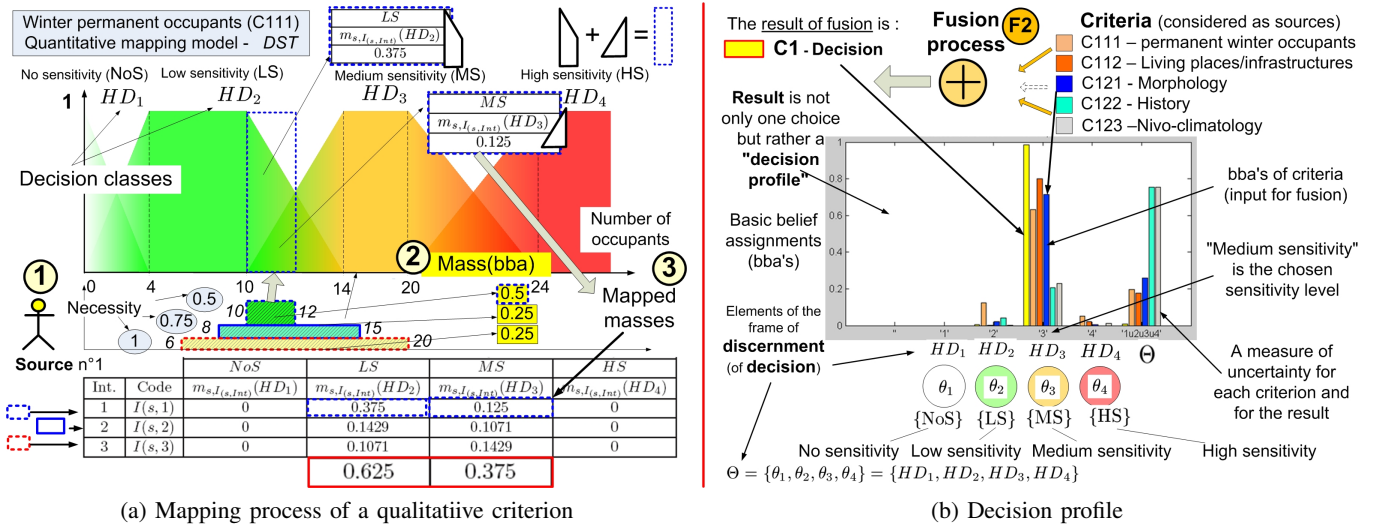 Winter permanent occupants (C111)
Quantitative mapping model - DST
LS
m_{s,I_{(s,Int)}}(HD_2)
0.375
+ =
No sensitivity (NoS)
Low sensitivity (LS)
Medium sensitivity (MS)
High sensitivity (HS)
HD_1
HD_2
HD_3
HD_4
1
MS
m_{s,I_{(s,Int)}}(HD_3)
0.125
Decision classes
Number of
occupants
0 4 10 14 20 24
1
2
Mass(bba)
3
Necessity
0.5
0.75
1
10 12
8 15
6 20
0.5
0.25
0.25
Mapped
masses
Source n°1
NoS LS MS HS
Int. Code m_{s,I_{(s,Int)}}(HD_1) m_{s,I_{(s,Int)}}(HD_2) m_{s,I_{(s,Int)}}(HD_3) m_{s,I_{(s,Int)}}(HD_4)
1 I(s, 1) 0 0.375 0.125 0
2 I(s, 2) 0 0.1429 0.1071 0
3 I(s, 3) 0 0.1071 0.1429 0
0.625 0.375
(a) Mapping process of a qualitatiive criterion
The result of fusion is :
C1 - Decision
Fusion
process
F2
+
Criteria (considered as sources)
C111 – permanent winter occupants
C112 – Living places/infrastructures
C121 - Morphology
C122 - History
C123 –Nivo-climatology
Result is not
only one choice
but rather a
"decision
profile"
Basic belief
assignments
(bba's)
1
0.8
0.6
0.4
0.2
0
'' '1' 2' '3' '4' '1u2u3u4'
bba's of criteria
(input for fusion)
"Medium sensitivity"
is the chosen
sensitivity level
Elements of the
frame of
discernment
(of decision)
HD_1 HD_2 HD_3 HD_4 Θ
θ_1 θ_2 θ_3 θ_4
{NoS} {LS} {MS} {HS}
A measure of
uncertainty for
each criterion and
for the result
No sensitivity Low sensitivity Medium sensitivity High sensitivity
Θ = {θ_1, θ_2, θ_3, θ_4} = {HD_1, HD_2, HD_3, HD_4}
(b) Decision profile